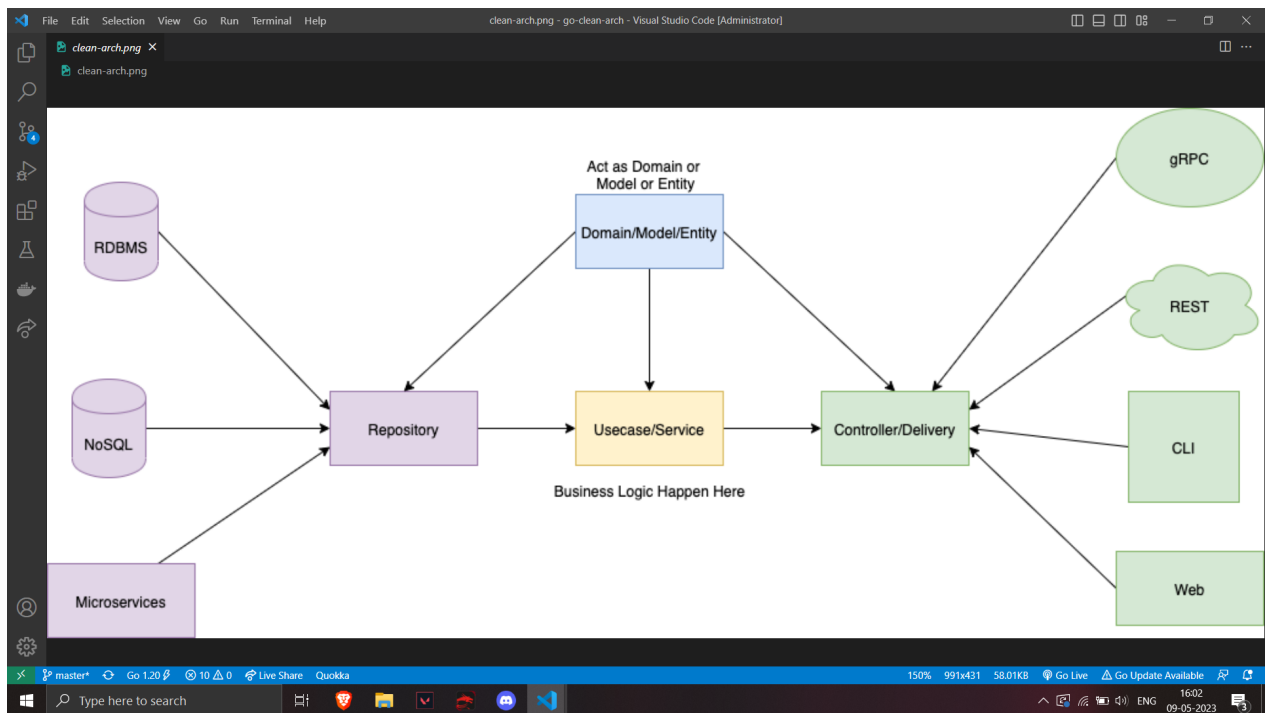 File Edit Selection View Go Run Terminal Help
clean-arch.png - go-clean-arch - Visual Studio Code [Administrator]
clean-arch.png
clean-arch.png
4
gRPC
Act as Domain or
Model or Entity
Domain/Model/Entity
RDBMS
REST
Repository
Usecase/Service
Controller/Delivery
NoSQL
CLI
Business Logic Happen Here
Microservices
Web
master* Go 1.20 10 0 Live Share Quokka
150% 991x431 58.01KB Go Live Go Update Available
Type here to search
ENG
16:02
09-05-2023
3